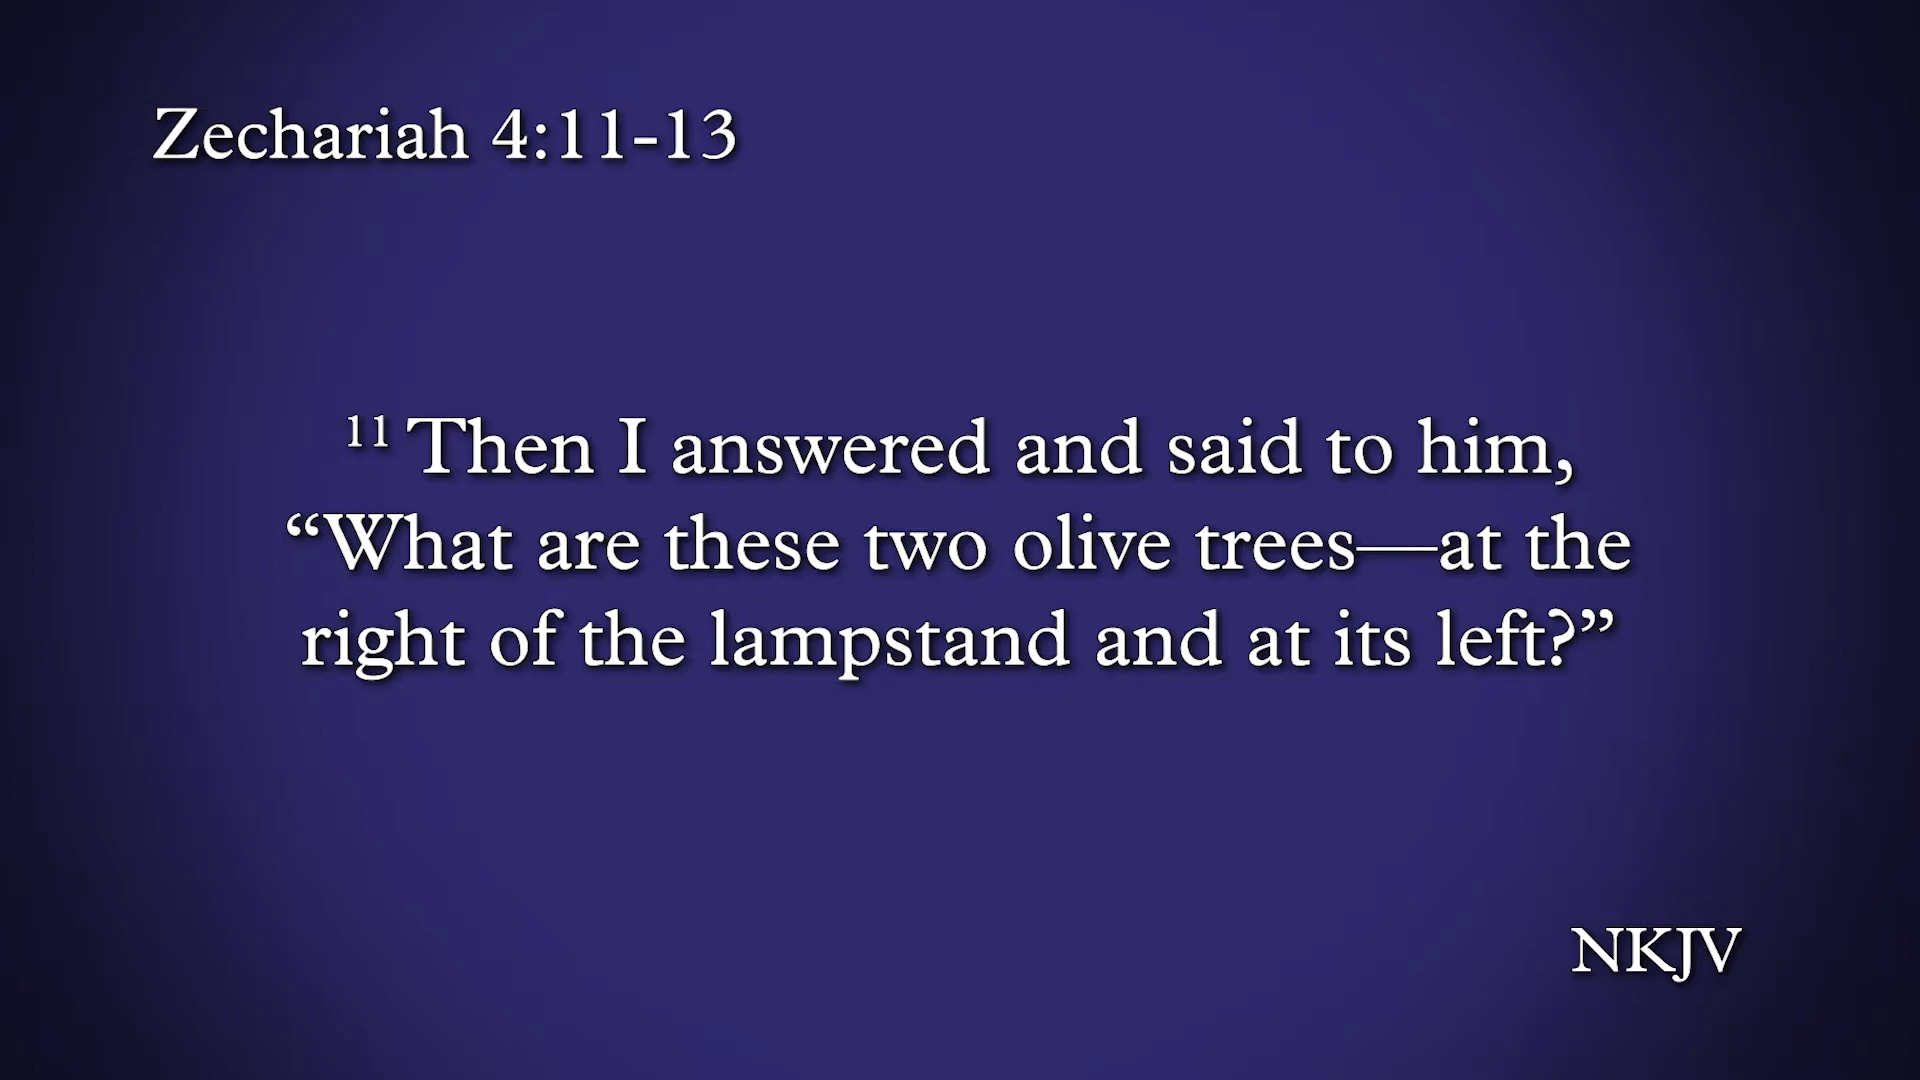 Zechariah 4:11-13
11 Then I answered and said to him,
“What are these two olive trees—at the
right of the lampstand and at its left?”
NKJV